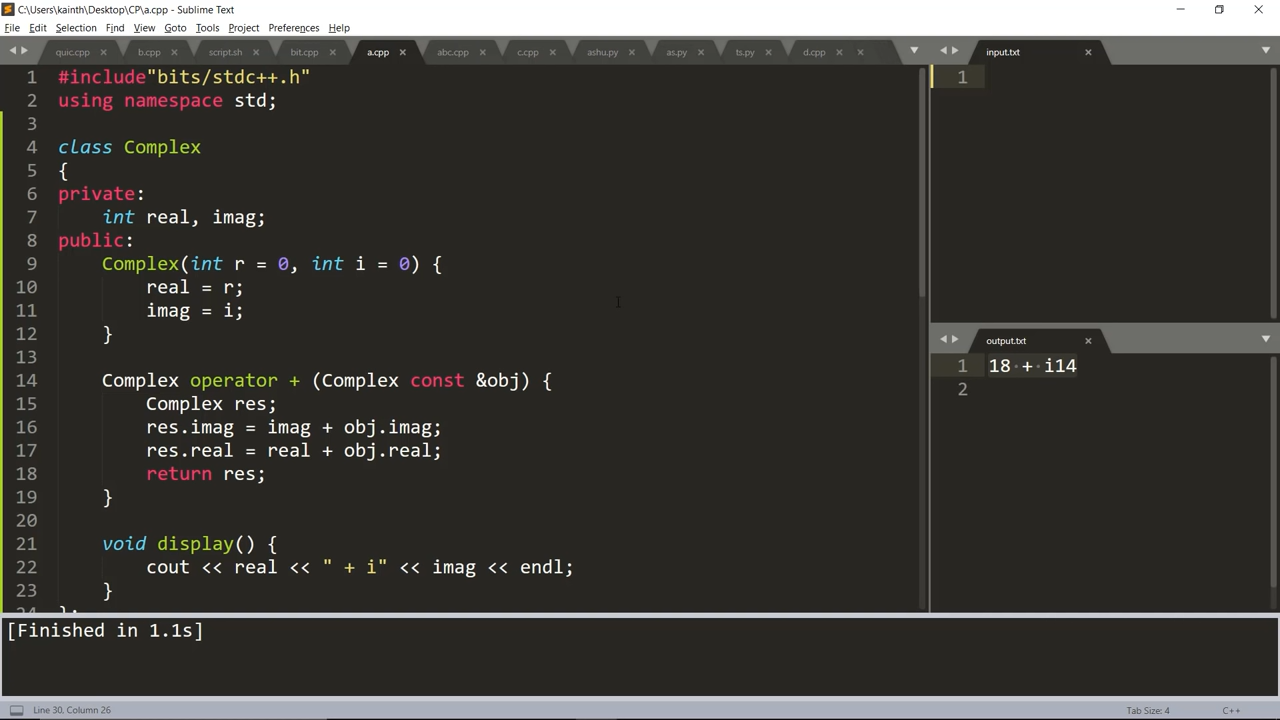 C:\Users\kainth\Desktop\CP\a.cpp - Sublime Text
File Edit Selection Find View Goto Tools Project Preferences Help
quic.cpp b.cpp script.sh bit.cpp a.cpp abc.cpp c.cpp ashu.py as.py ts.py d.cpp
1 #include"bits/stdc++.h"
2 using namespace std;
3
4 class Complex
5 {
6 private:
7 int real, imag;
8 public:
9 Complex(int r = 0, int i = 0) {
10 real = r;
11 imag = i;
12 }
13
14 Complex operator + (Complex const &obj) {
15 Complex res;
16 res.imag = imag + obj.imag;
17 res.real = real + obj.real;
18 return res;
19 }
20
21 void display() {
22 cout << real << " + i" << imag << endl;
23 }
24 };
input.txt
1
output.txt
1 18 + i14
2
[Finished in 1.1s]
Line 30, Column 26
Tab Size: 4
C++